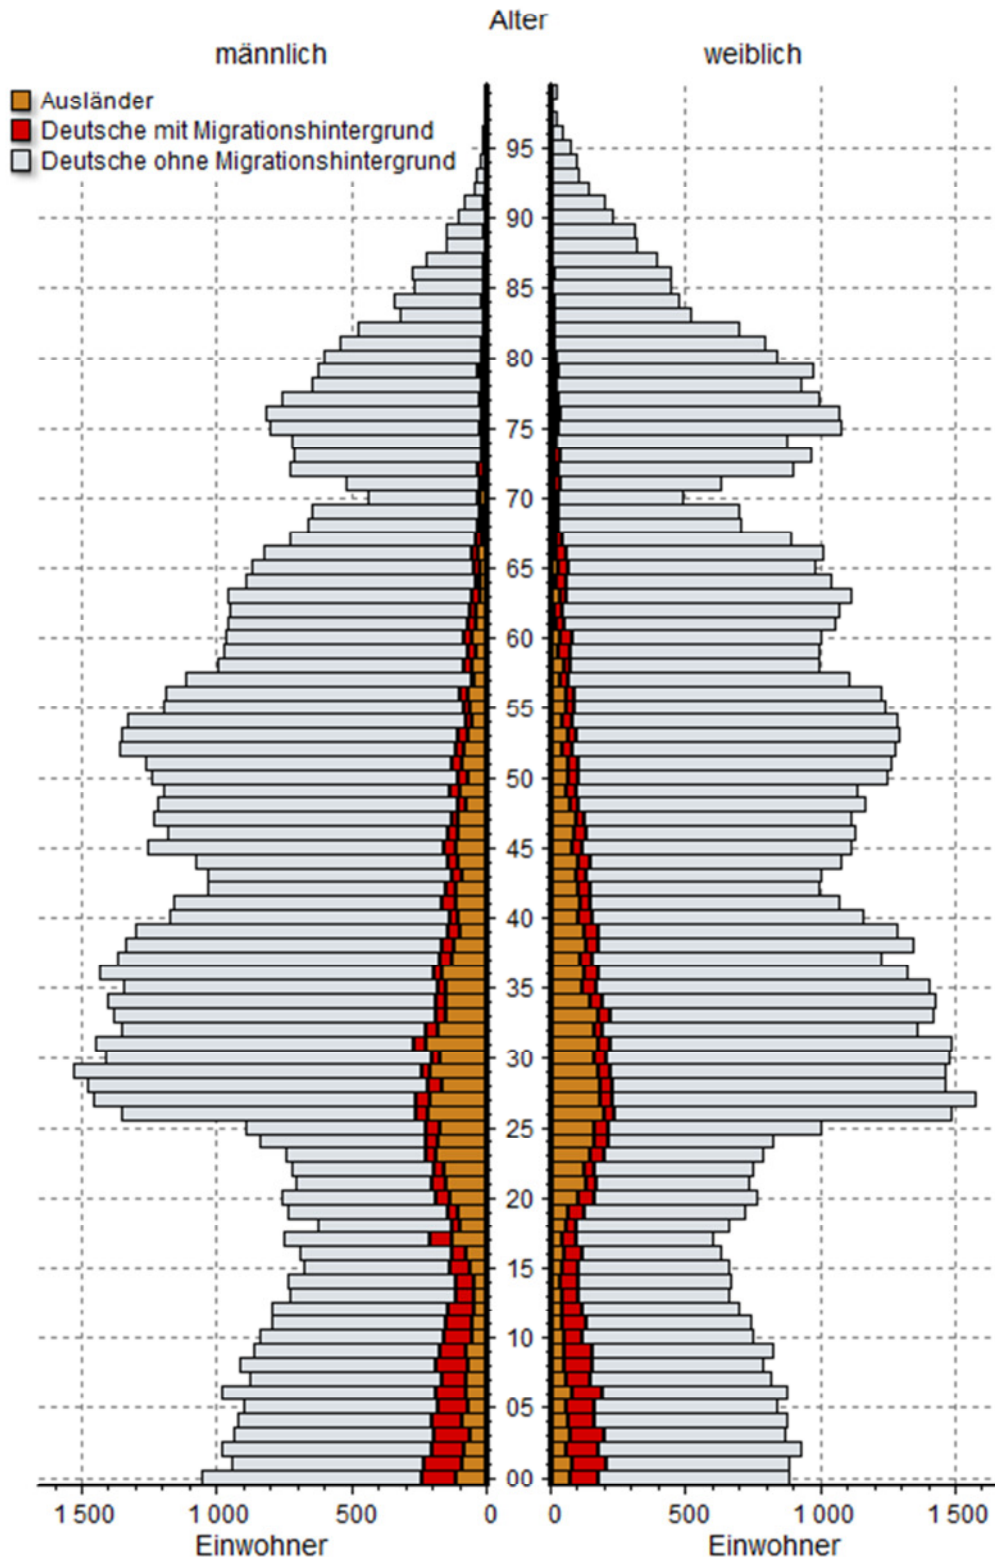 Alter
männlich weiblich
Ausländer
Deutsche mit Migrationshintergrund
Deutsche ohne Migrationshintergrund
95
90
85
80
75
70
65
60
55
50
45
40
35
30
25
20
15
10
05
00
1 500 1 000 500 0 0 500 1 000 1 500
Einwohner Einwohner